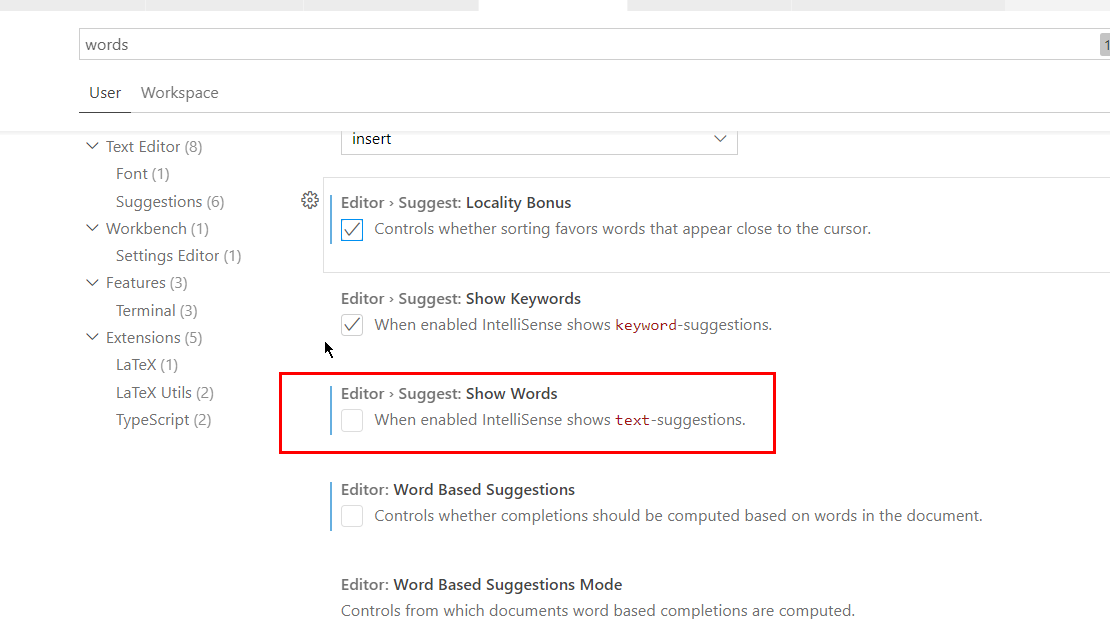 words
1
User Workspace
Text Editor (8)
Font (1)
Suggestions (6)
Workbench (1)
Settings Editor (1)
Features (3)
Terminal (3)
Extensions (5)
LaTeX (1)
LaTeX Utils (2)
TypeScript (2)
insert
Editor › Suggest: Locality Bonus
Controls whether sorting favors words that appear close to the cursor.
Editor › Suggest: Show Keywords
When enabled IntelliSense shows keyword-suggestions.
Editor › Suggest: Show Words
When enabled IntelliSense shows text-suggestions.
Editor: Word Based Suggestions
Controls whether completions should be computed based on words in the document.
Editor: Word Based Suggestions Mode
Controls from which documents word based completions are computed.